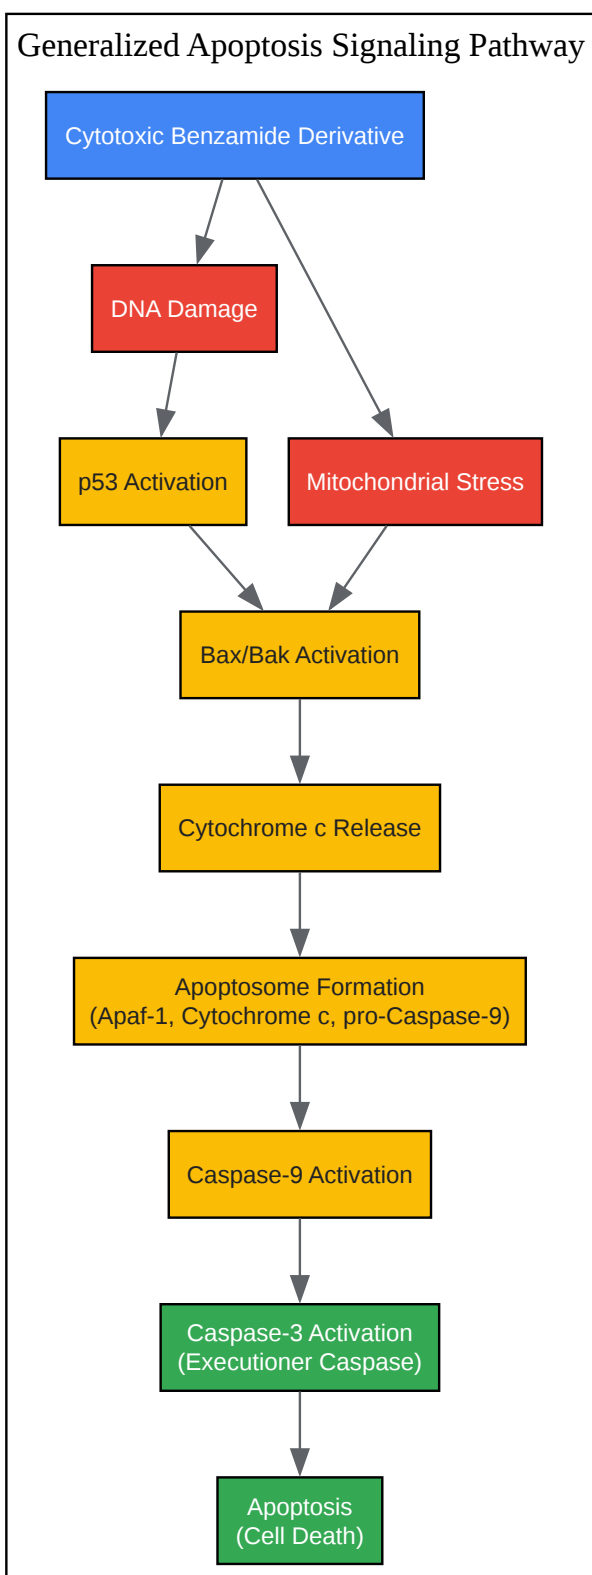 Generalized Apoptosis Signaling Pathway
Cytotoxic Benzamide Derivative
DNA Damage
p53 Activation
Mitochondrial Stress
Bax/Bak Activation
Cytochrome c Release
Apoptosome Formation
(Apaf-1, Cytochrome c, pro-Caspase-9)
Caspase-9 Activation
Caspase-3 Activation
(Executioner Caspase)
Apoptosis
(Cell Death)